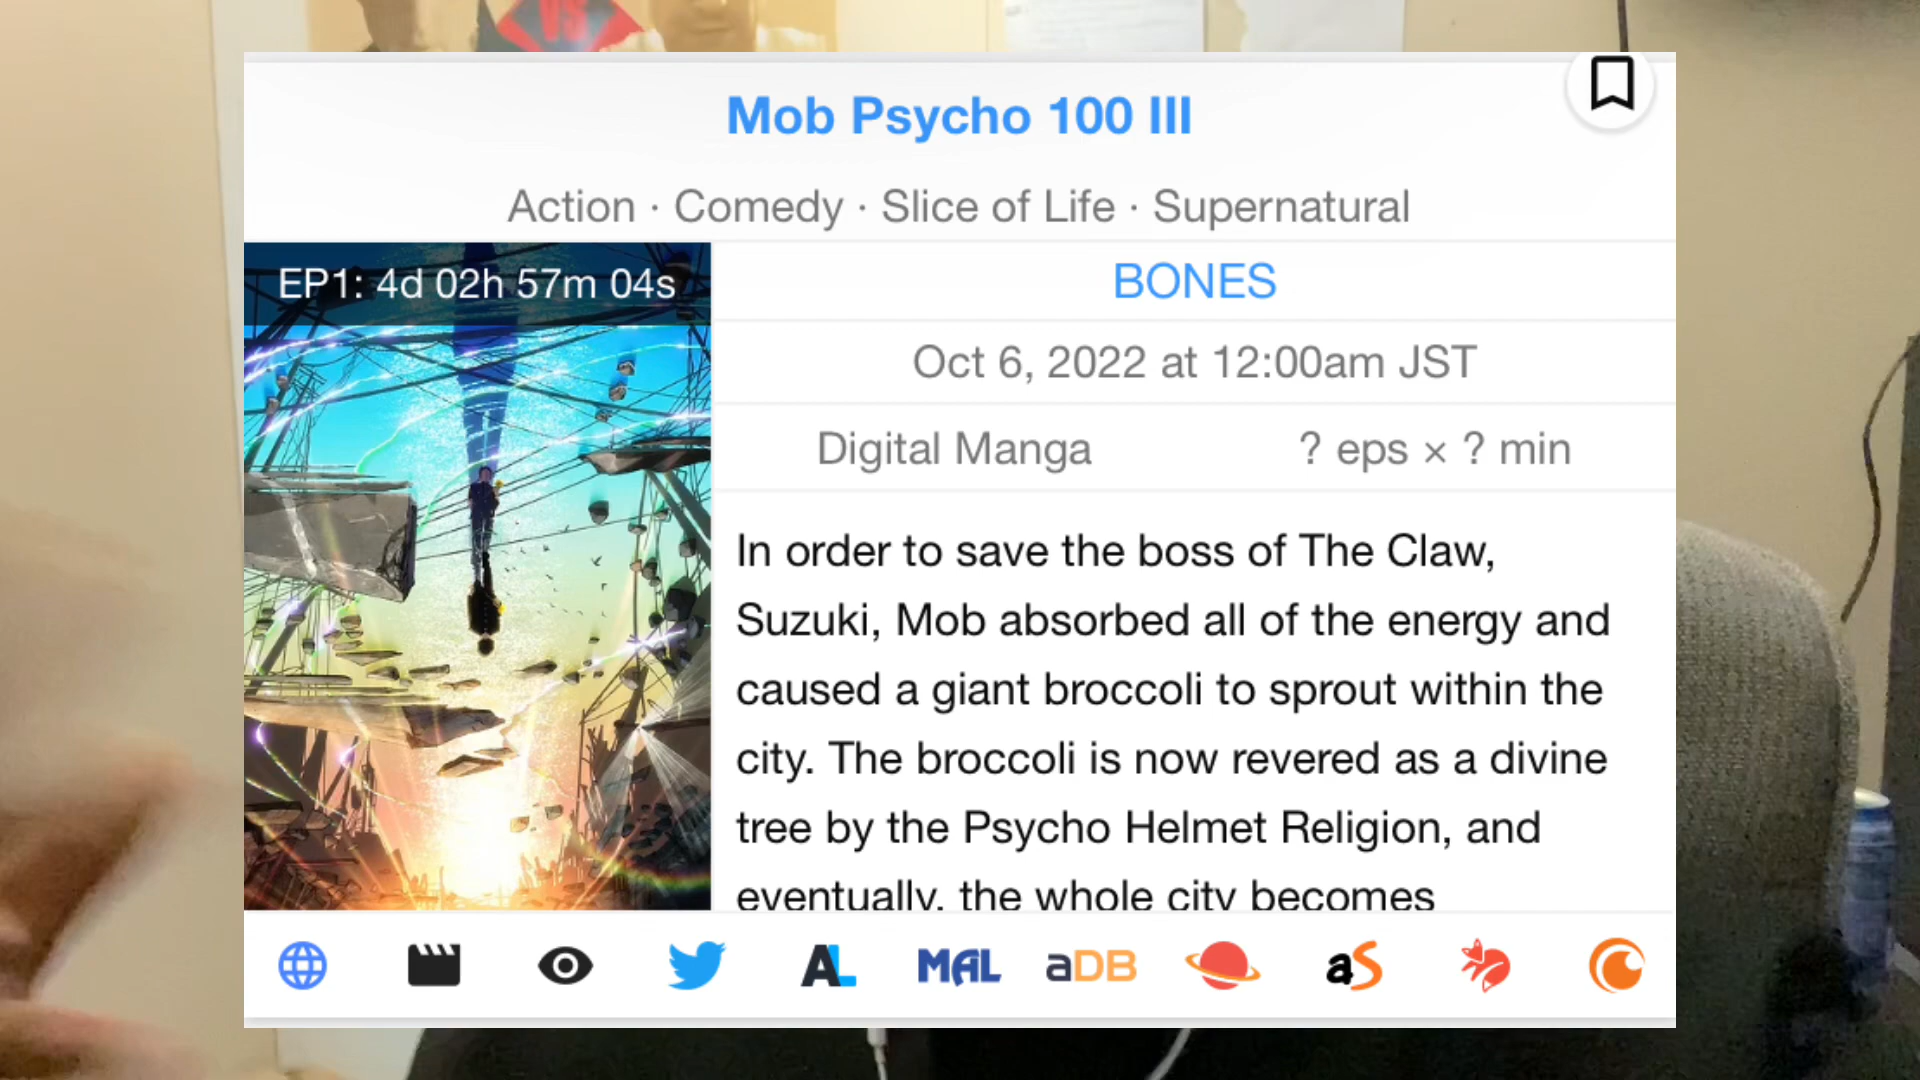 VS
Mob Psycho 100 III
Action · Comedy · Slice of Life · Supernatural
EP1: 4d 02h 57m 04s
BONES
Oct 6, 2022 at 12:00am JST
Digital Manga
? eps × ? min
In order to save the boss of The Claw,
Suzuki, Mob absorbed all of the energy and
caused a giant broccoli to sprout within the
city. The broccoli is now revered as a divine
tree by the Psycho Helmet Religion, and
eventually, the whole city becomes
AL
MAL
aDB
aS